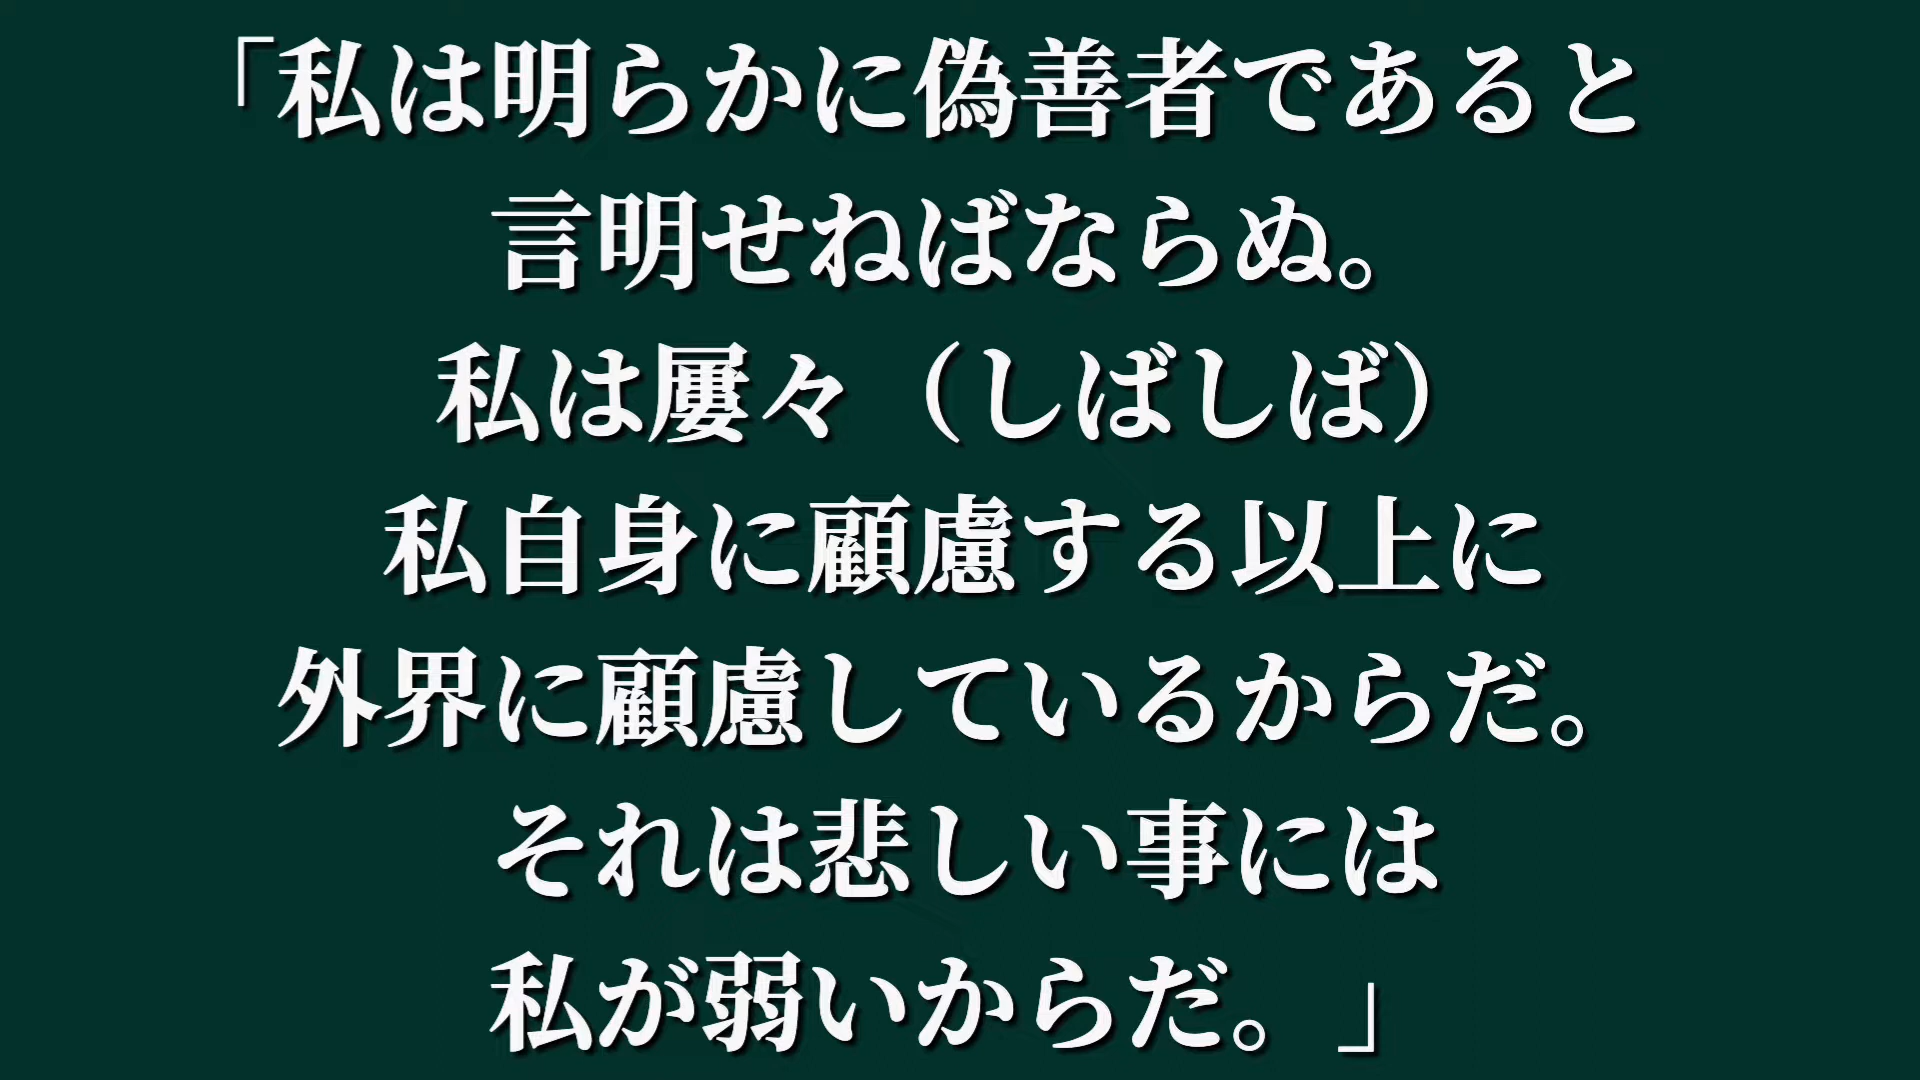 「私は明らかに偽善者であると
言明せねばならぬ。
私は屢々（しばしば）
私自身に顧慮する以上に
外界に顧慮しているからだ。
それは悲しい事には
私が弱いからだ。」